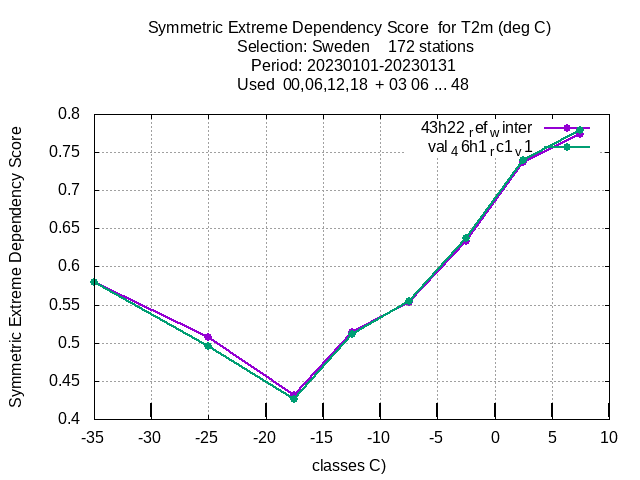 Symmetric Extreme Dependency Score for T2m (deg C)
Selection: Sweden 172 stations
Period: 20230101-20230131
Used 00,06,12,18 + 03 06 ... 48
Symmetric Extreme Dependency Score
0.8
0.75
0.7
0.65
0.6
0.55
0.5
0.45
0.4
43h22refwinter
val46h1rc1v1
-35 -30 -25 -20 -15 -10 -5 0 5 10
classes C)